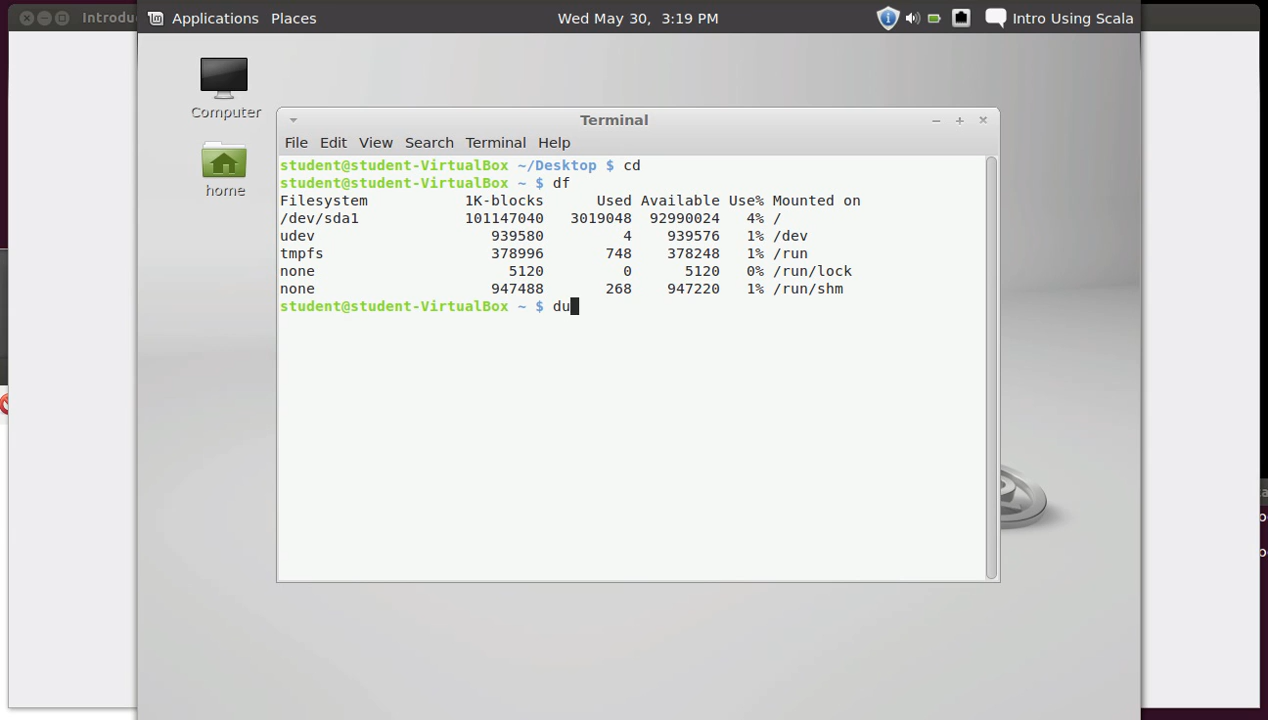 Introdu
Applications Places Wed May 30, 3:19 PM Intro Using Scala
Computer
home
Terminal
File Edit View Search Terminal Help
student@student-VirtualBox ~/Desktop $ cd
student@student-VirtualBox ~ $ df
Filesystem 1K-blocks Used Available Use% Mounted on
/dev/sda1 101147040 3019048 92990024 4% /
udev 939580 4 939576 1% /dev
tmpfs 378996 748 378248 1% /run
none 5120 0 5120 0% /run/lock
none 947488 268 947220 1% /run/shm
student@student-VirtualBox ~ $ du